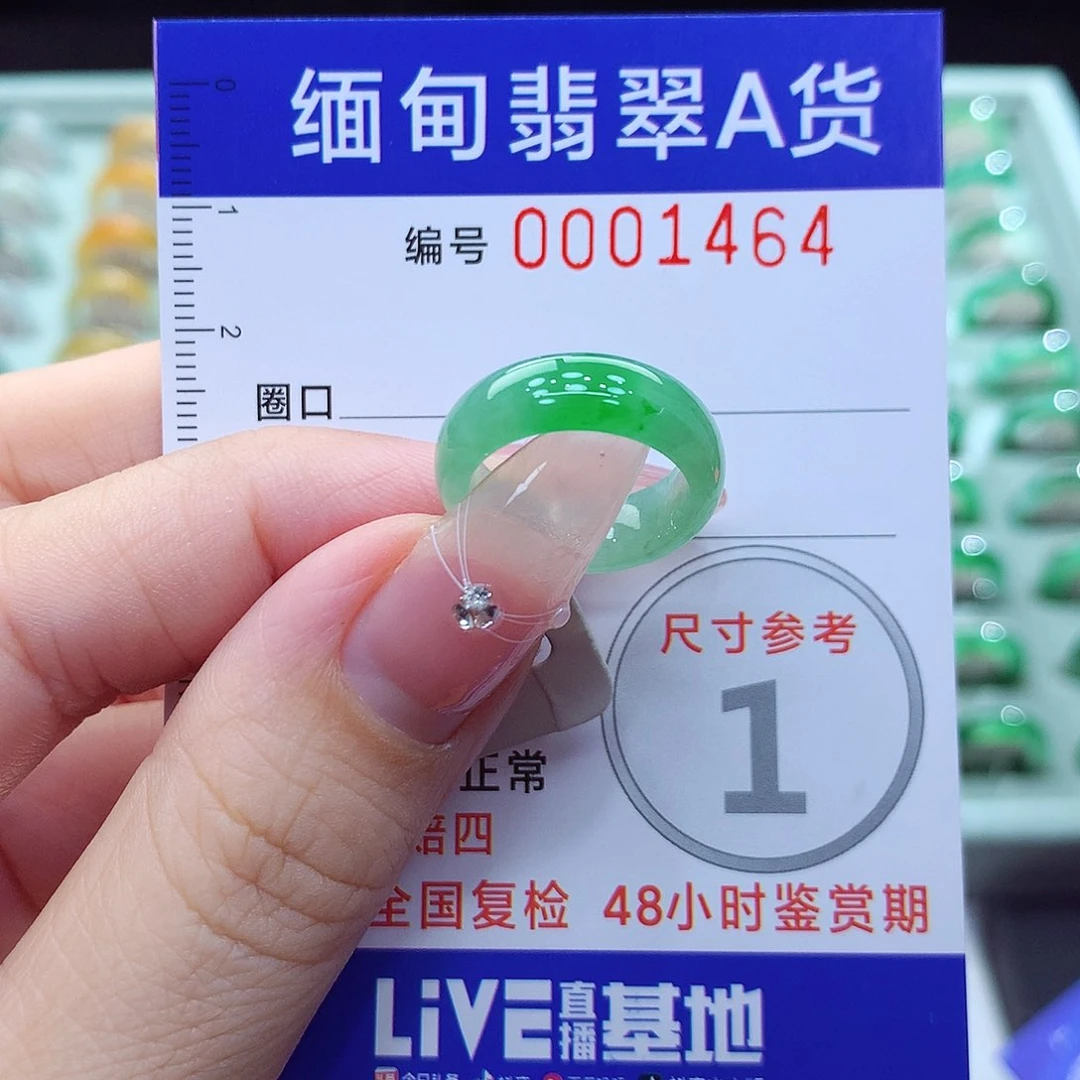 缅甸翡翠A货
编号 0001464
0
1
2
圈口
尺寸参考
1
正常
赔四
全国复检 48小时鉴赏期
LiVE直播基地